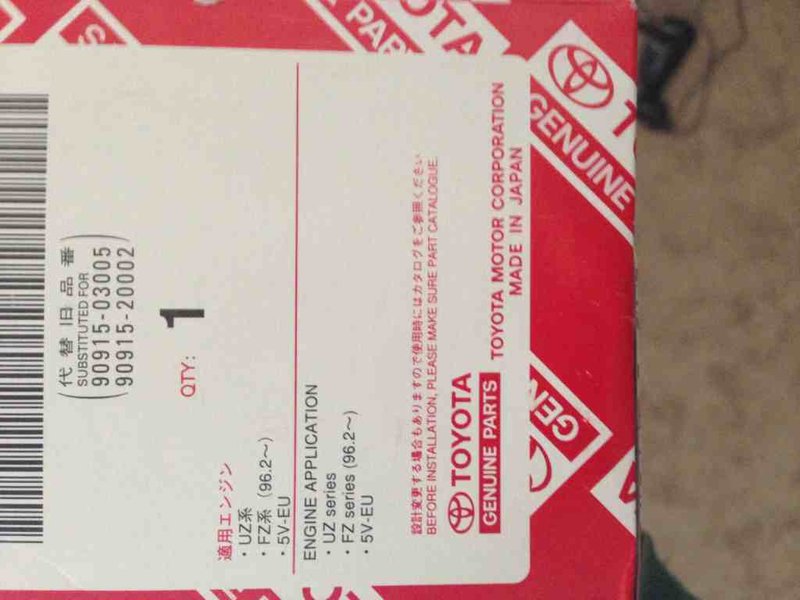 代替旧品番
SUBSTITUTED FOR
90915-03005
90915-20002
QTY: 1
適用エンジン
・UZ系
・FZ系 (96.2～)
・5V-EU
ENGINE APPLICATION
・UZ series
・FZ series (96.2～)
・5V-EU
設計変更する場合もありますので使用時にはカタログをご参照ください
BEFORE INSTALLATION, PLEASE MAKE SURE PART CATALOGUE.
TOYOTA
GENUINE PARTS
TOYOTA MOTOR CORPORATION
MADE IN JAPAN
GENUINE
GEN
TOYOTA
PAR